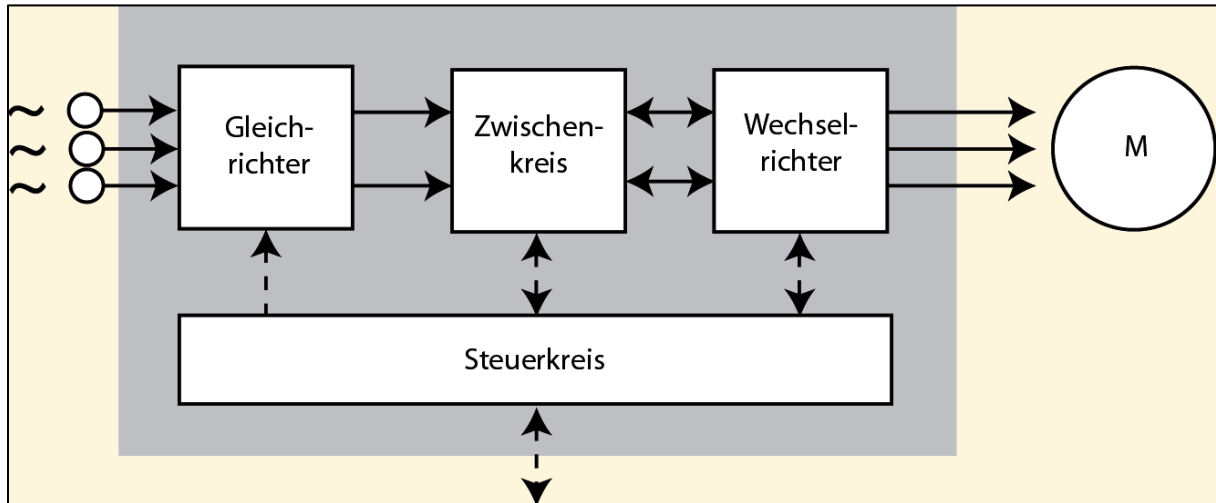 ~
~
~
Gleich-
richter
Zwischen-
kreis
Wechsel-
richter
M
Steuerkreis